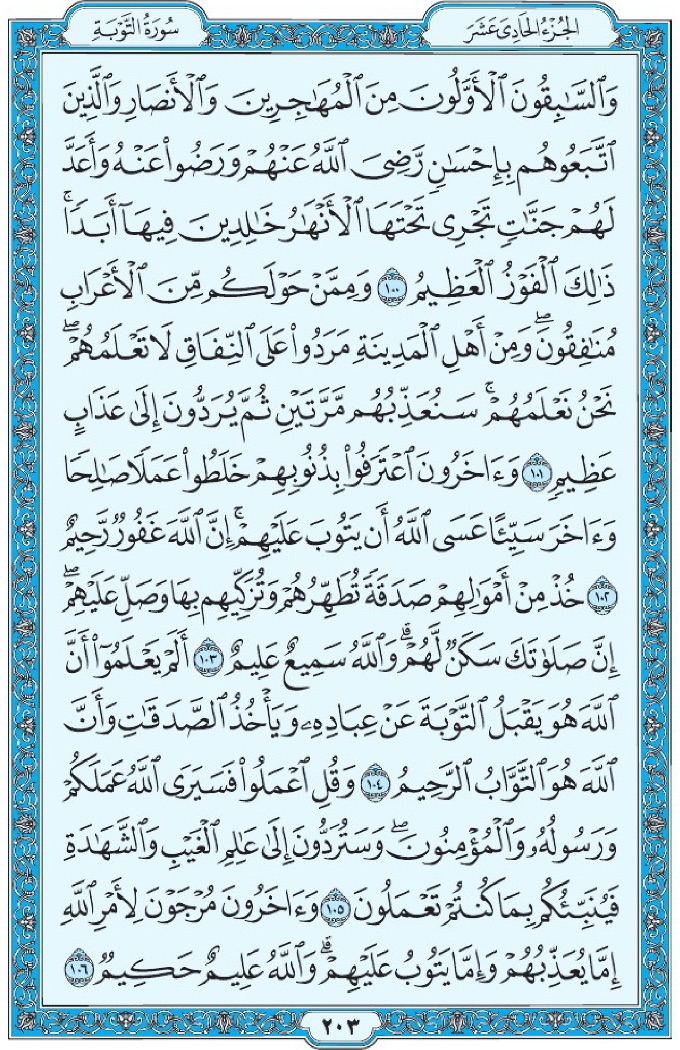 سُورَةُ التَّوْبَةِ
الجُزْءُ الحَادِي عَشَرَ
وَٱلسَّـٰبِقُونَ ٱلْأَوَّلُونَ مِنَ ٱلْمُهَـٰجِرِينَ وَٱلْأَنصَارِ وَٱلَّذِينَ
ٱتَّبَعُوهُم بِإِحْسَـٰنٍ رَّضِىَ ٱللَّهُ عَنْهُمْ وَرَضُوا۟ عَنْهُ وَأَعَدَّ
لَهُمْ جَنَّـٰتٍ تَجْرِى تَحْتَهَا ٱلْأَنْهَـٰرُ خَـٰلِدِينَ فِيهَآ أَبَدًا ۚ
ذَٰلِكَ ٱلْفَوْزُ ٱلْعَظِيمُ ١٠٠ وَمِمَّنْ حَوْلَكُم مِّنَ ٱلْأَعْرَابِ
مُنَـٰفِقُونَ ۖ وَمِنْ أَهْلِ ٱلْمَدِينَةِ مَرَدُوا۟ عَلَى ٱلنِّفَاقِ لَا تَعْلَمُهُمْ ۖ
نَحْنُ نَعْلَمُهُمْ ۚ سَنُعَذِّبُهُم مَّرَّتَيْنِ ثُمَّ يُرَدُّونَ إِلَىٰ عَذَابٍ
عَظِيمٍ ١٠١ وَءَاخَرُونَ ٱعْتَرَفُوا۟ بِذُنُوبِهِمْ خَلَطُوا۟ عَمَلًا صَـٰلِحًا
وَءَاخَرَ سَيِّئًا عَسَى ٱللَّهُ أَن يَتُوبَ عَلَيْهِمْ ۚ إِنَّ ٱللَّهَ غَفُورٌ رَّحِيمٌ
١٠٢ خُذْ مِنْ أَمْوَٰلِهِمْ صَدَقَةً تُطَهِّرُهُمْ وَتُزَكِّيهِم بِهَا وَصَلِّ عَلَيْهِمْ ۖ
إِنَّ صَلَوٰتَكَ سَكَنٌ لَّهُمْ ۗ وَٱللَّهُ سَمِيعٌ عَلِيمٌ ١٠٣ أَلَمْ يَعْلَمُوٓا۟ أَنَّ
ٱللَّهَ هُوَ يَقْبَلُ ٱلتَّوْبَةَ عَنْ عِبَادِهِۦ وَيَأْخُذُ ٱلصَّدَقَـٰتِ وَأَنَّ
ٱللَّهَ هُوَ ٱلتَّوَّابُ ٱلرَّحِيمُ ١٠٤ وَقُلِ ٱعْمَلُوا۟ فَسَيَرَى ٱللَّهُ عَمَلَكُمْ
وَرَسُولُهُۥ وَٱلْمُؤْمِنُونَ ۖ وَسَتُرَدُّونَ إِلَىٰ عَـٰلِمِ ٱلْغَيْبِ وَٱلشَّهَـٰدَةِ
فَيُنَبِّئُكُم بِمَا كُنتُمْ تَعْمَلُونَ ١٠٥ وَءَاخَرُونَ مُرْجَوْنَ لِأَمْرِ ٱللَّهِ
إِمَّا يُعَذِّبُهُمْ وَإِمَّا يَتُوبُ عَلَيْهِمْ ۗ وَٱللَّهُ عَلِيمٌ حَكِيمٌ ١٠٦
٢٠٣